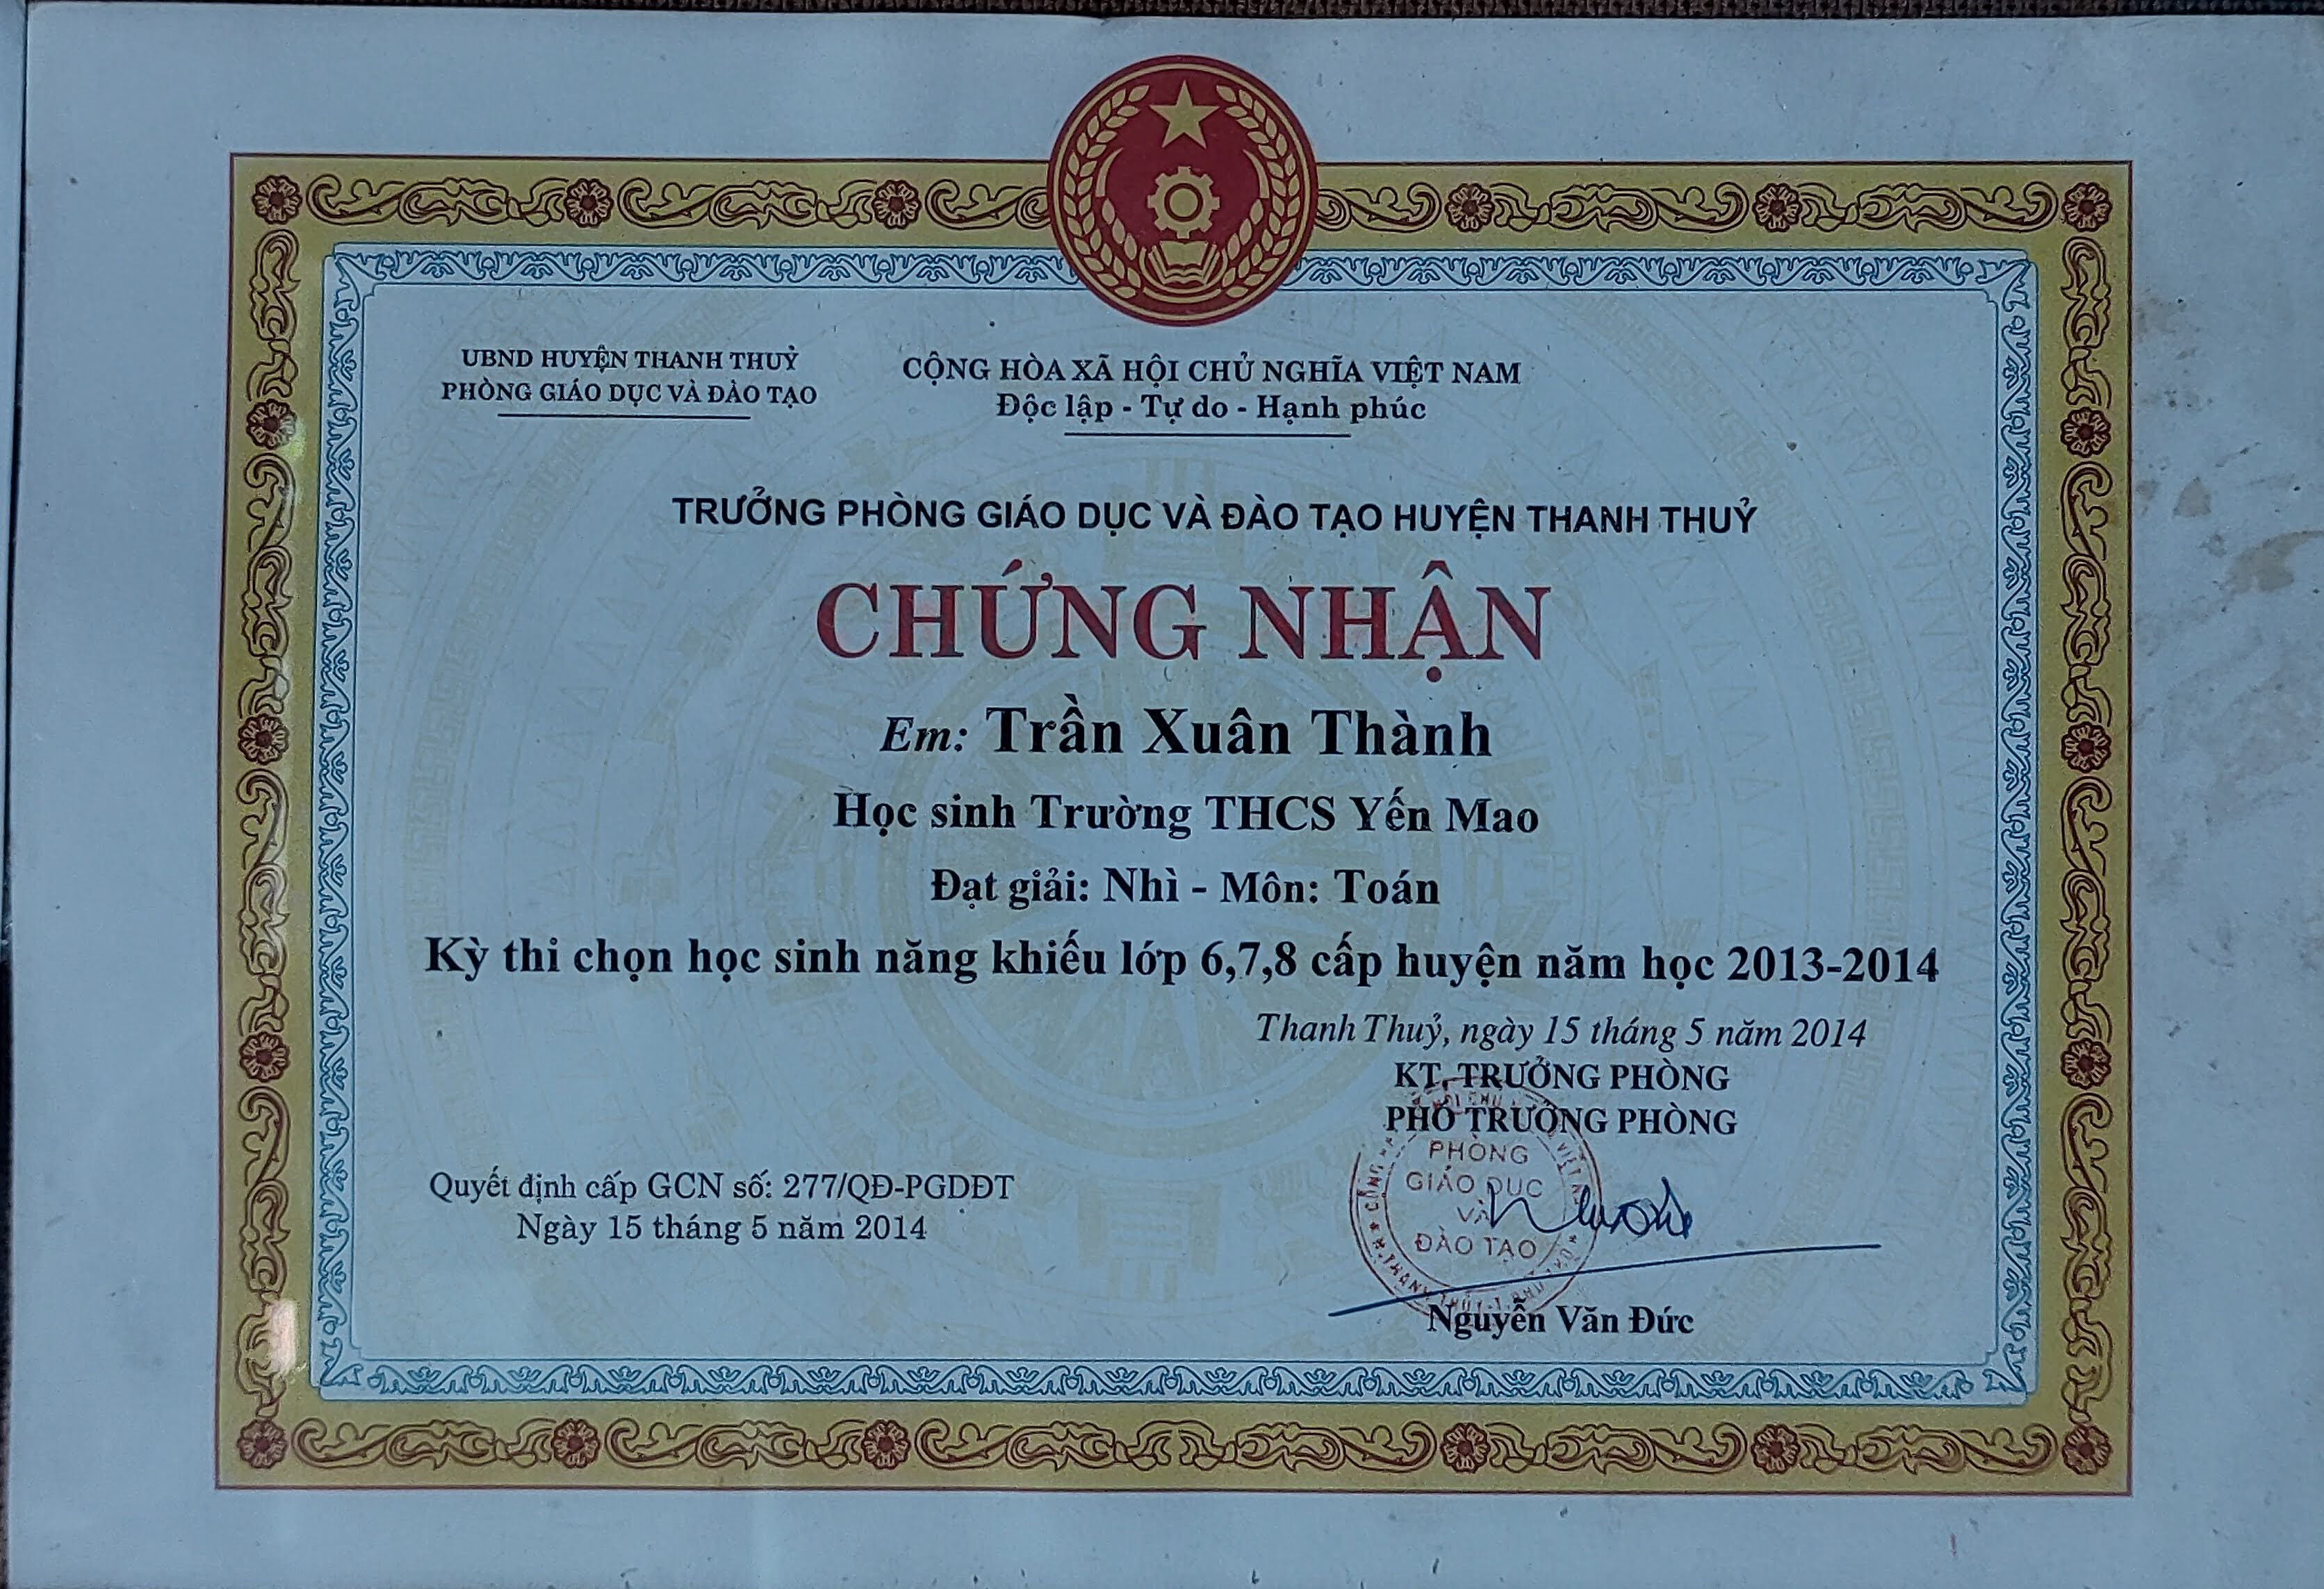 UBND HUYỆN THANH THUỶ
PHÒNG GIÁO DỤC VÀ ĐÀO TẠO
CỘNG HÒA XÃ HỘI CHỦ NGHĨA VIỆT NAM
Độc lập - Tự do - Hạnh phúc
TRƯỞNG PHÒNG GIÁO DỤC VÀ ĐÀO TẠO HUYỆN THANH THUỶ
CHỨNG NHẬN
Em: Trần Xuân Thành
Học sinh Trường THCS Yến Mao
Đạt giải: Nhì - Môn: Toán
Kỳ thi chọn học sinh năng khiếu lớp 6,7,8 cấp huyện năm học 2013-2014
Thanh Thuỷ, ngày 15 tháng 5 năm 2014
KT. TRƯỞNG PHÒNG
PHÓ TRƯỞNG PHÒNG
PHÒNG
GIÁO DỤC
VÀ
ĐÀO TẠO
Quyết định cấp GCN số: 277/QĐ-PGDĐT
Ngày 15 tháng 5 năm 2014
Nguyễn Văn Đức